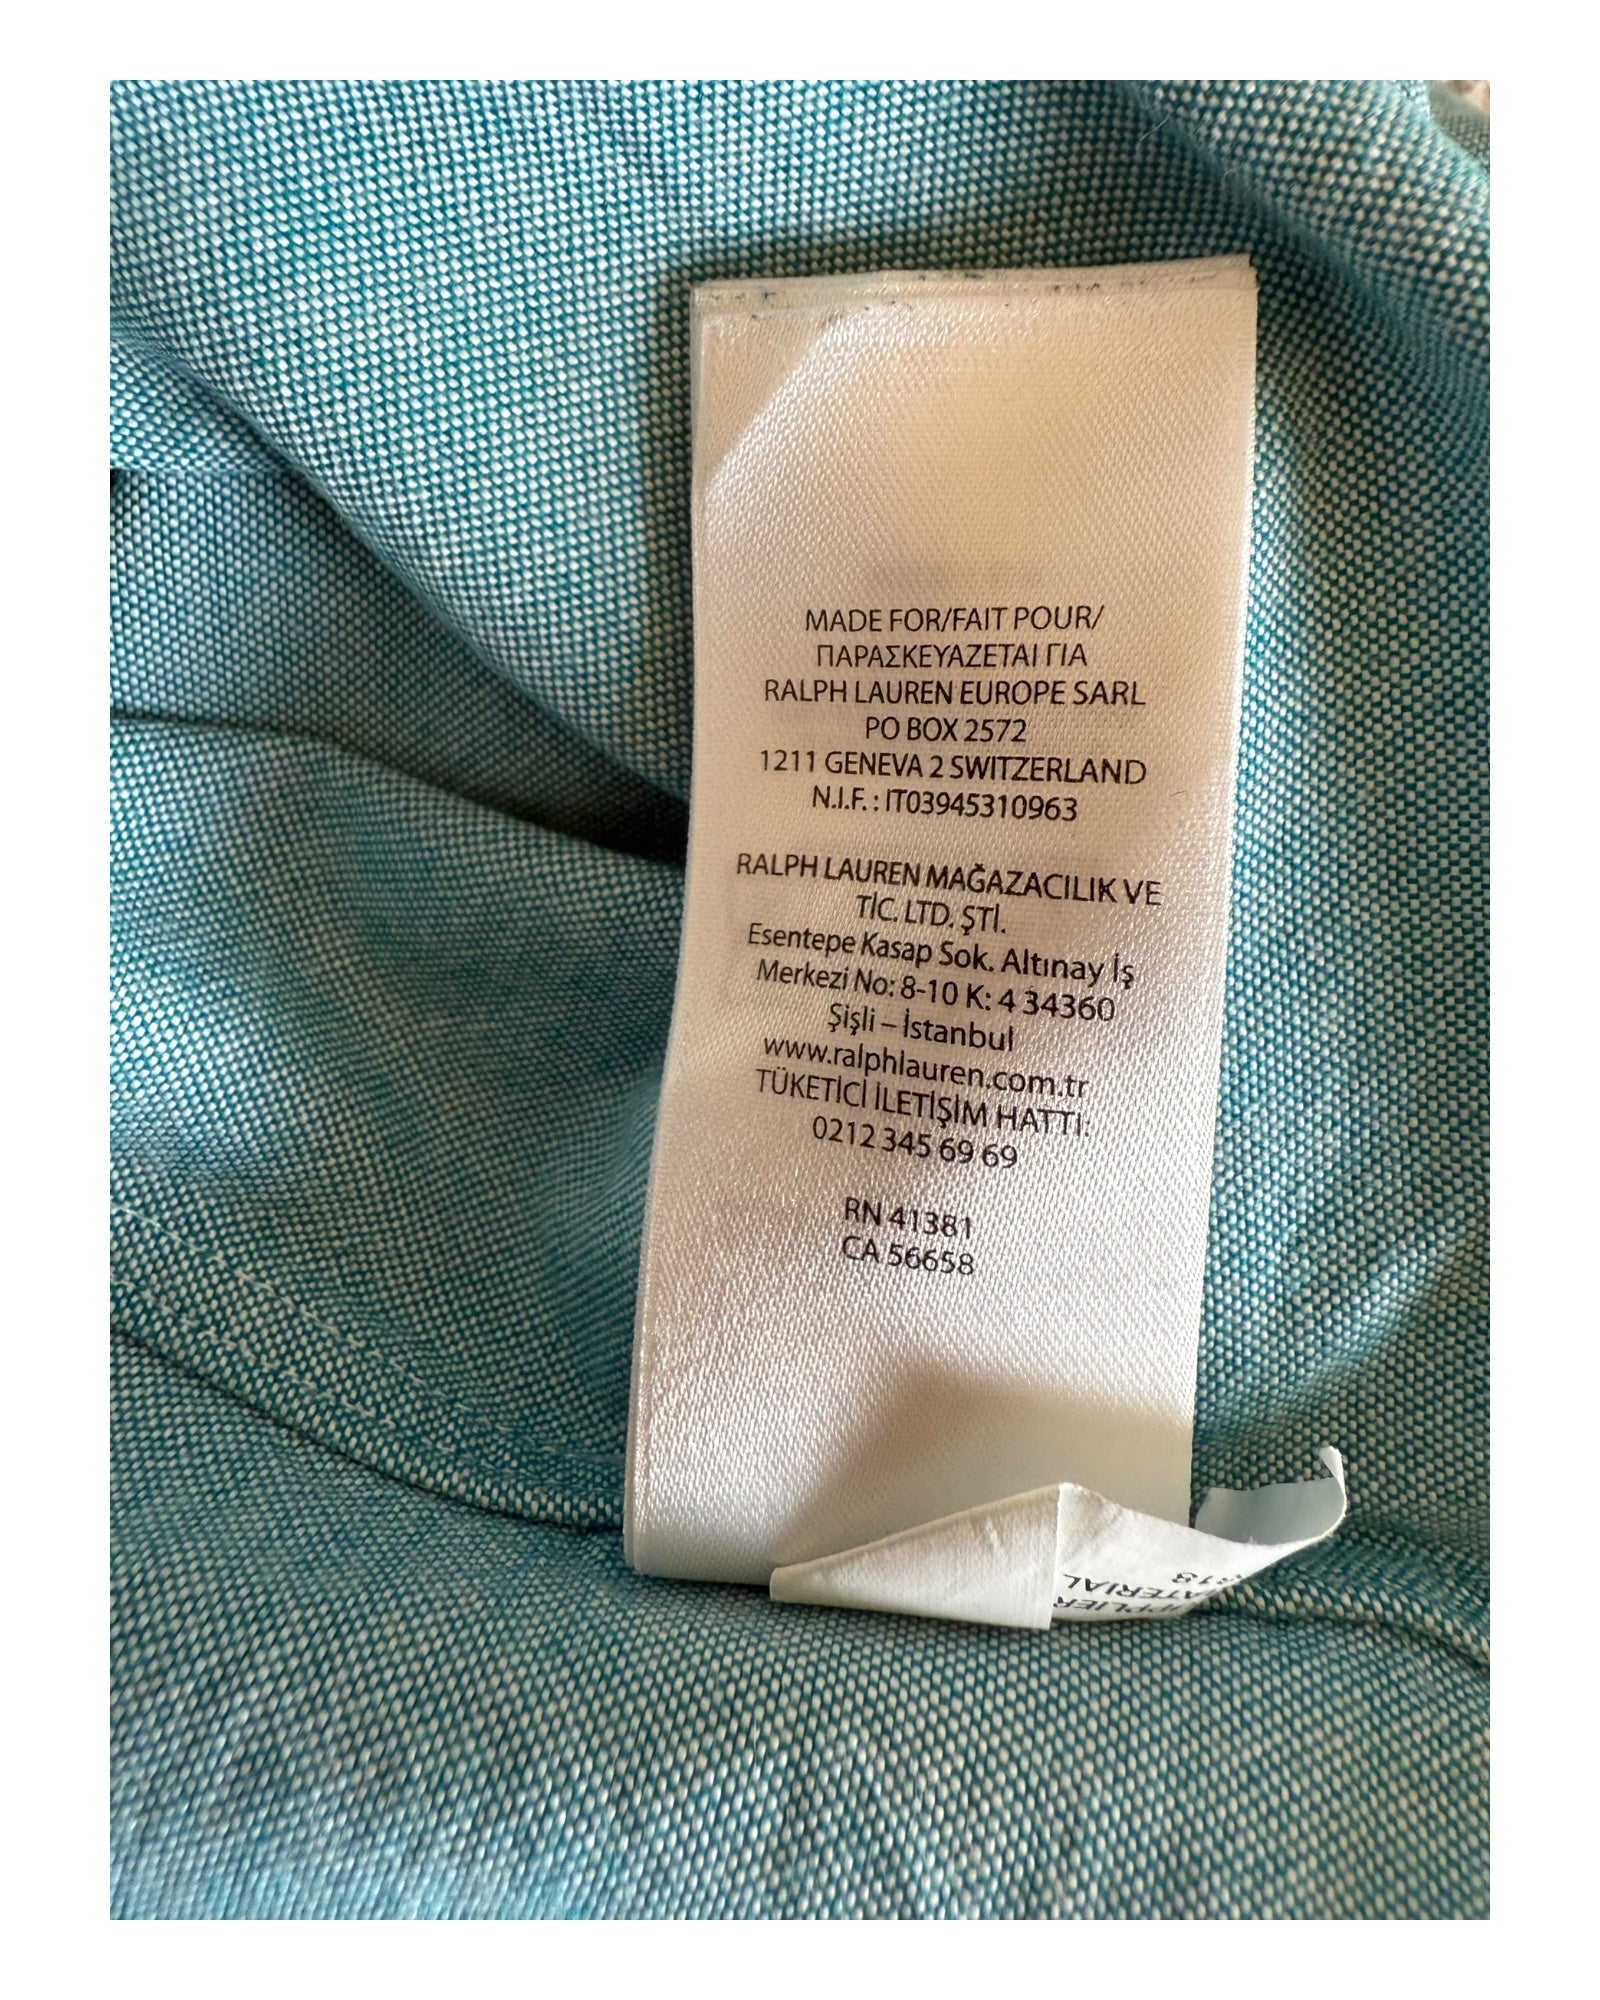 MADE FOR/FAIT POUR/
ΠΑΡΑΣΚΕΥΑΖΕΤΑΙ ΓΙΑ
RALPH LAUREN EUROPE SARL
PO BOX 2572
1211 GENEVA 2 SWITZERLAND
N.I.F. : IT03945310963
RALPH LAUREN MAĞAZACILIK VE
TİC. LTD. ŞTİ.
Esentepe Kasap Sok. Altınay İş
Merkezi No: 8-10 K: 4 34360
Şişli – İstanbul
www.ralphlauren.com.tr
TÜKETİCİ İLETİŞİM HATTI:
0212 345 69 69
RN 41381
CA 56658